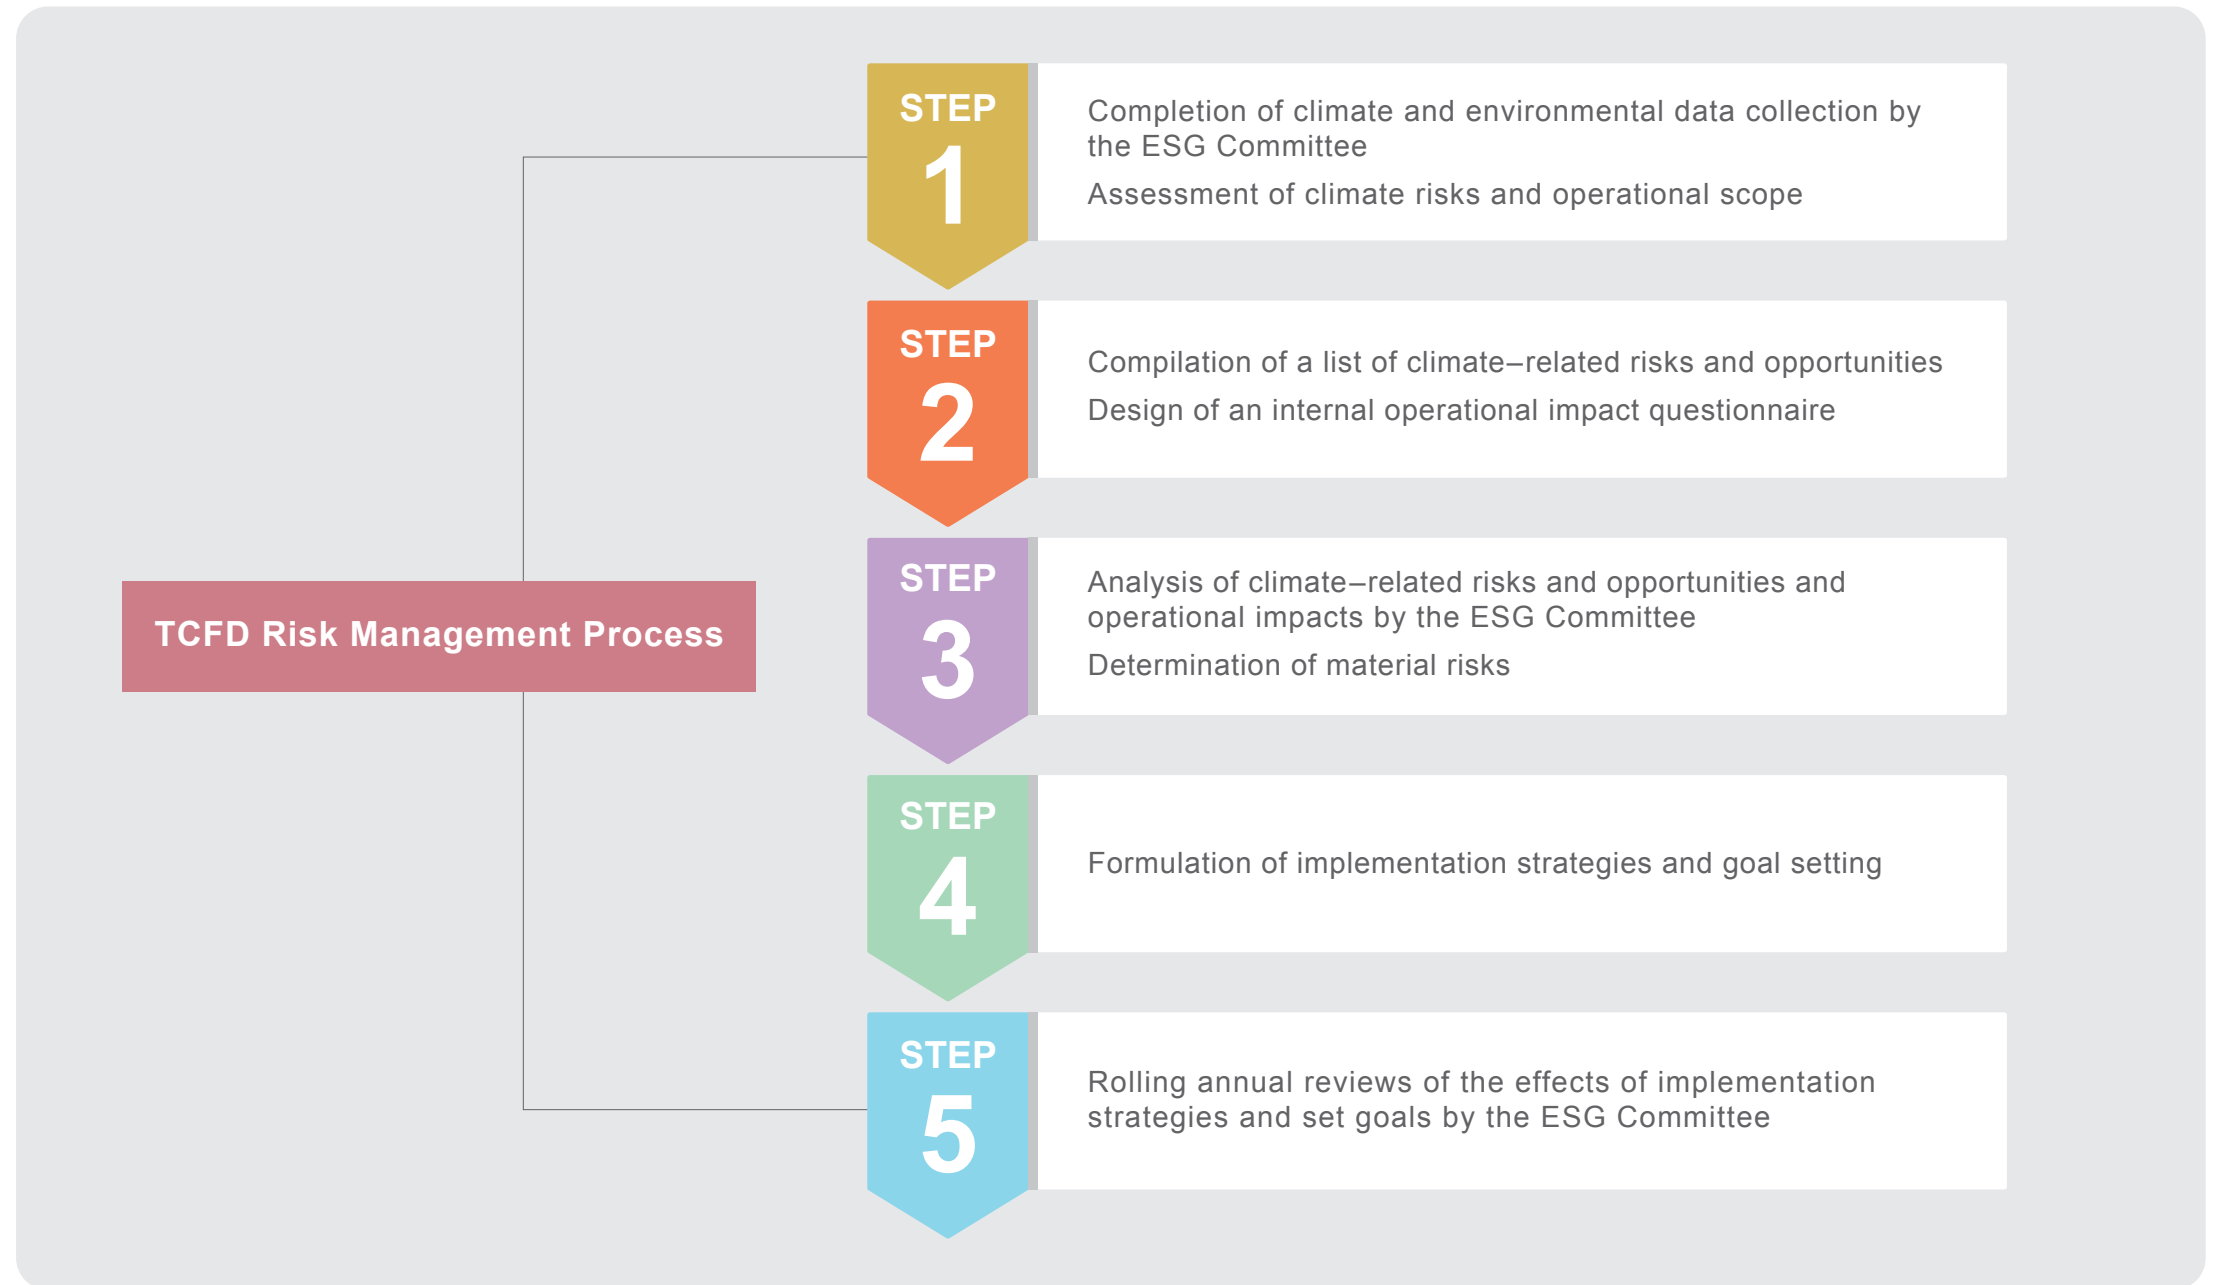 TCFD Risk Management Process
STEP
1
Completion of climate and environmental data collection by
the ESG Committee
Assessment of climate risks and operational scope
STEP
2
Compilation of a list of climate–related risks and opportunities
Design of an internal operational impact questionnaire
STEP
3
Analysis of climate–related risks and opportunities and
operational impacts by the ESG Committee
Determination of material risks
STEP
4
Formulation of implementation strategies and goal setting
STEP
5
Rolling annual reviews of the effects of implementation
strategies and set goals by the ESG Committee